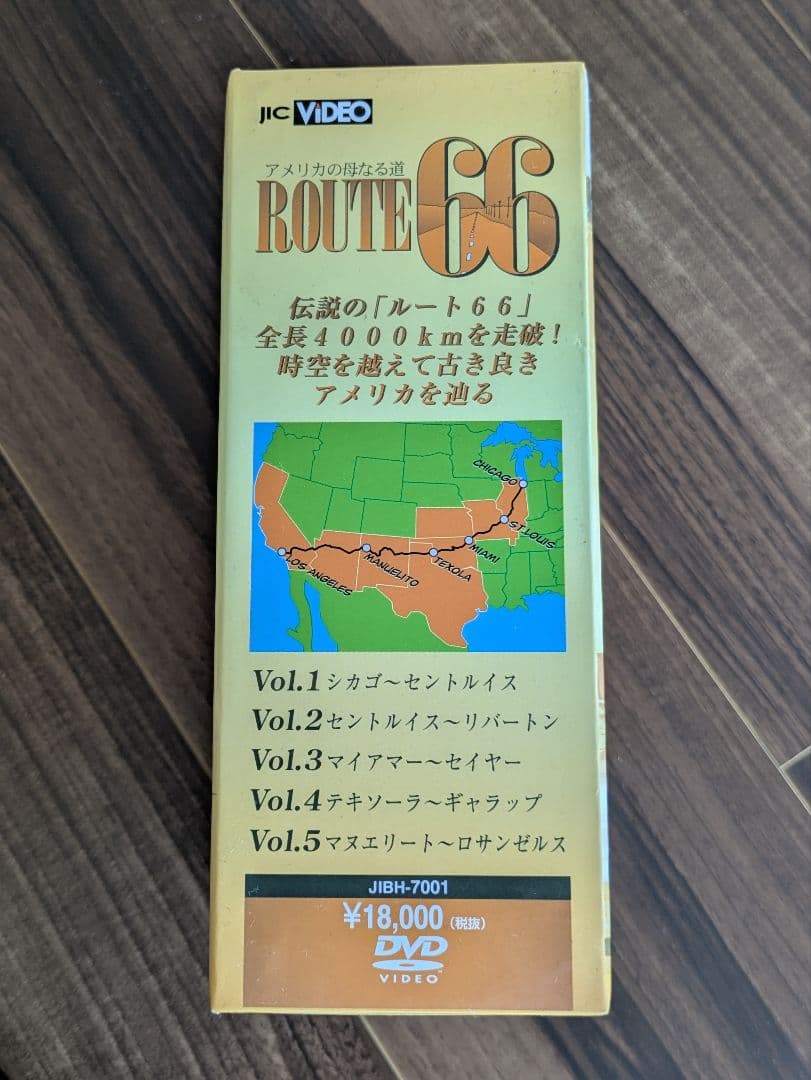 JIC ViDEO
アメリカの母なる道
ROUTE 66
伝説の「ルート66」
全長4000kmを走破!
時空を越えて古き良き
アメリカを辿る
CHICAGO
ST.LOUIS
MIAMI
TEXOLA
MANUELITO
LOS ANGELES
Vol.1 シカゴ〜セントルイス
Vol.2 セントルイス〜リバートン
Vol.3 マイアマー〜セイヤー
Vol.4 テキソーラ〜ギャラップ
Vol.5 マヌエリート〜ロサンゼルス
JIBH-7001
¥18,000 (税抜)
DVD
VIDEO™